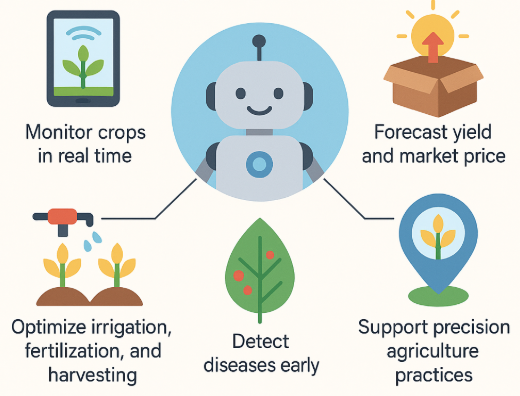 Monitor crops
in real time
Forecast yield
and market price
Optimize irrigation,
fertilization, and
harvesting
Detect
diseases early
Support precision
agriculture
practices